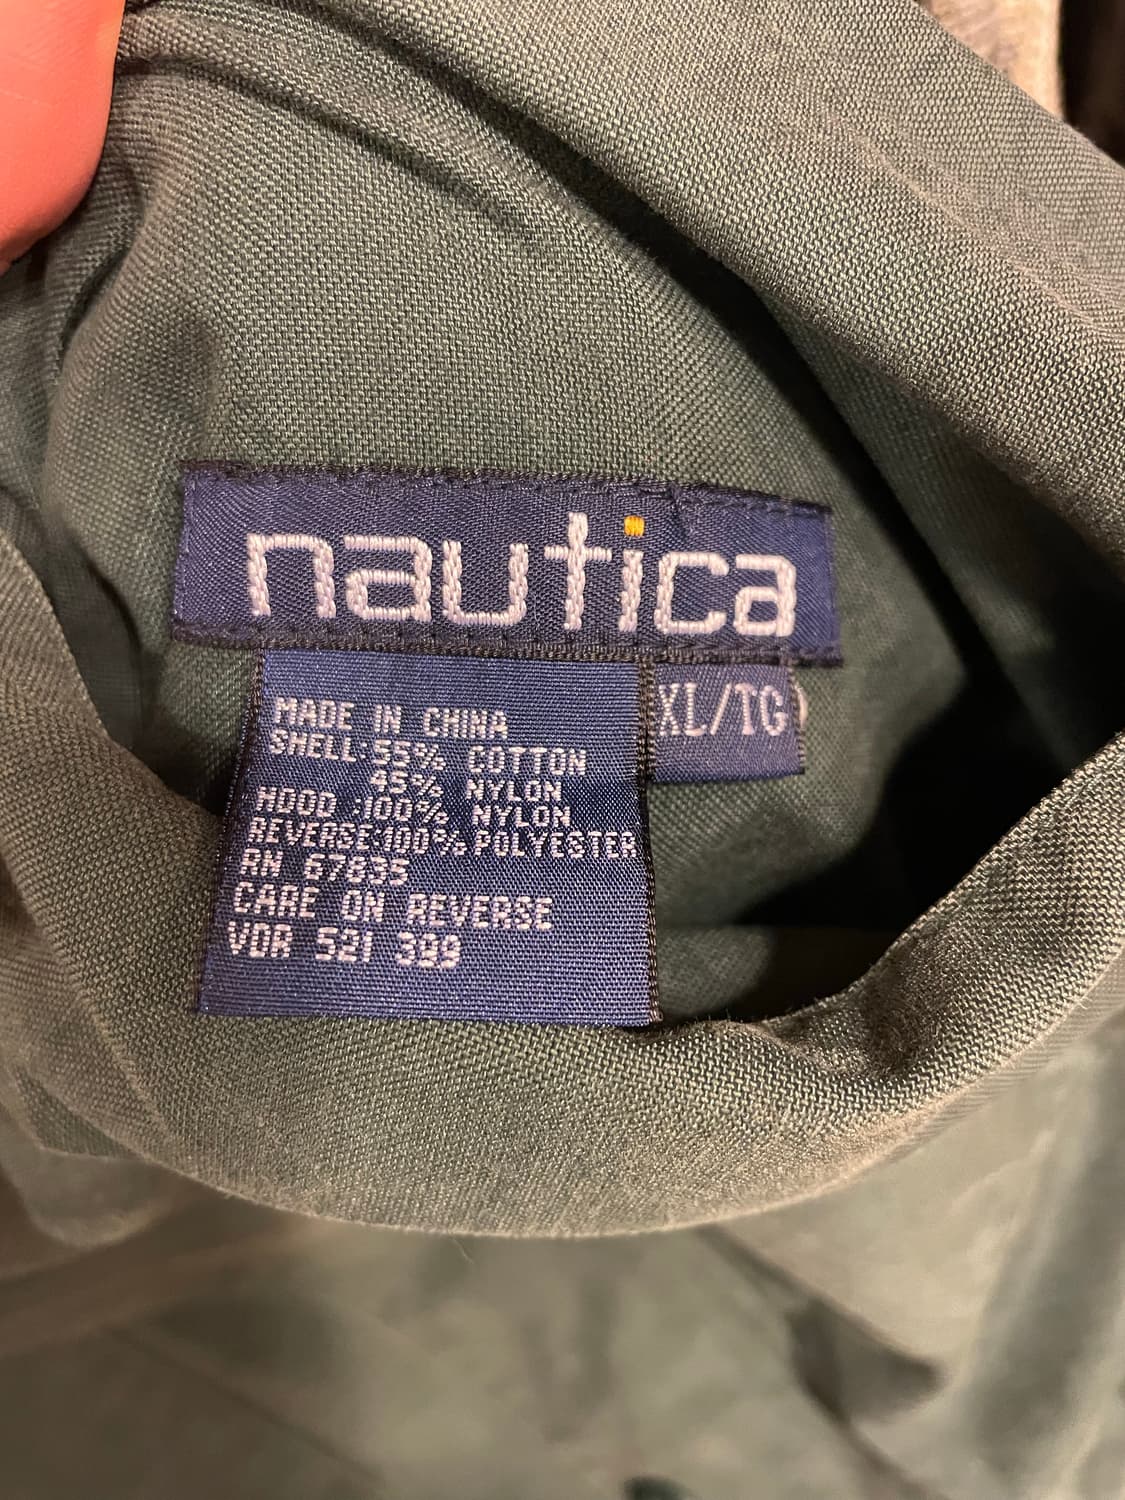 nautica
XL/TG
MADE IN CHINA
SHELL:55% COTTON
45% NYLON
HOOD:100% NYLON
REVERSE:100% POLYESTER
RN 67835
CARE ON REVERSE
VDR 521 399